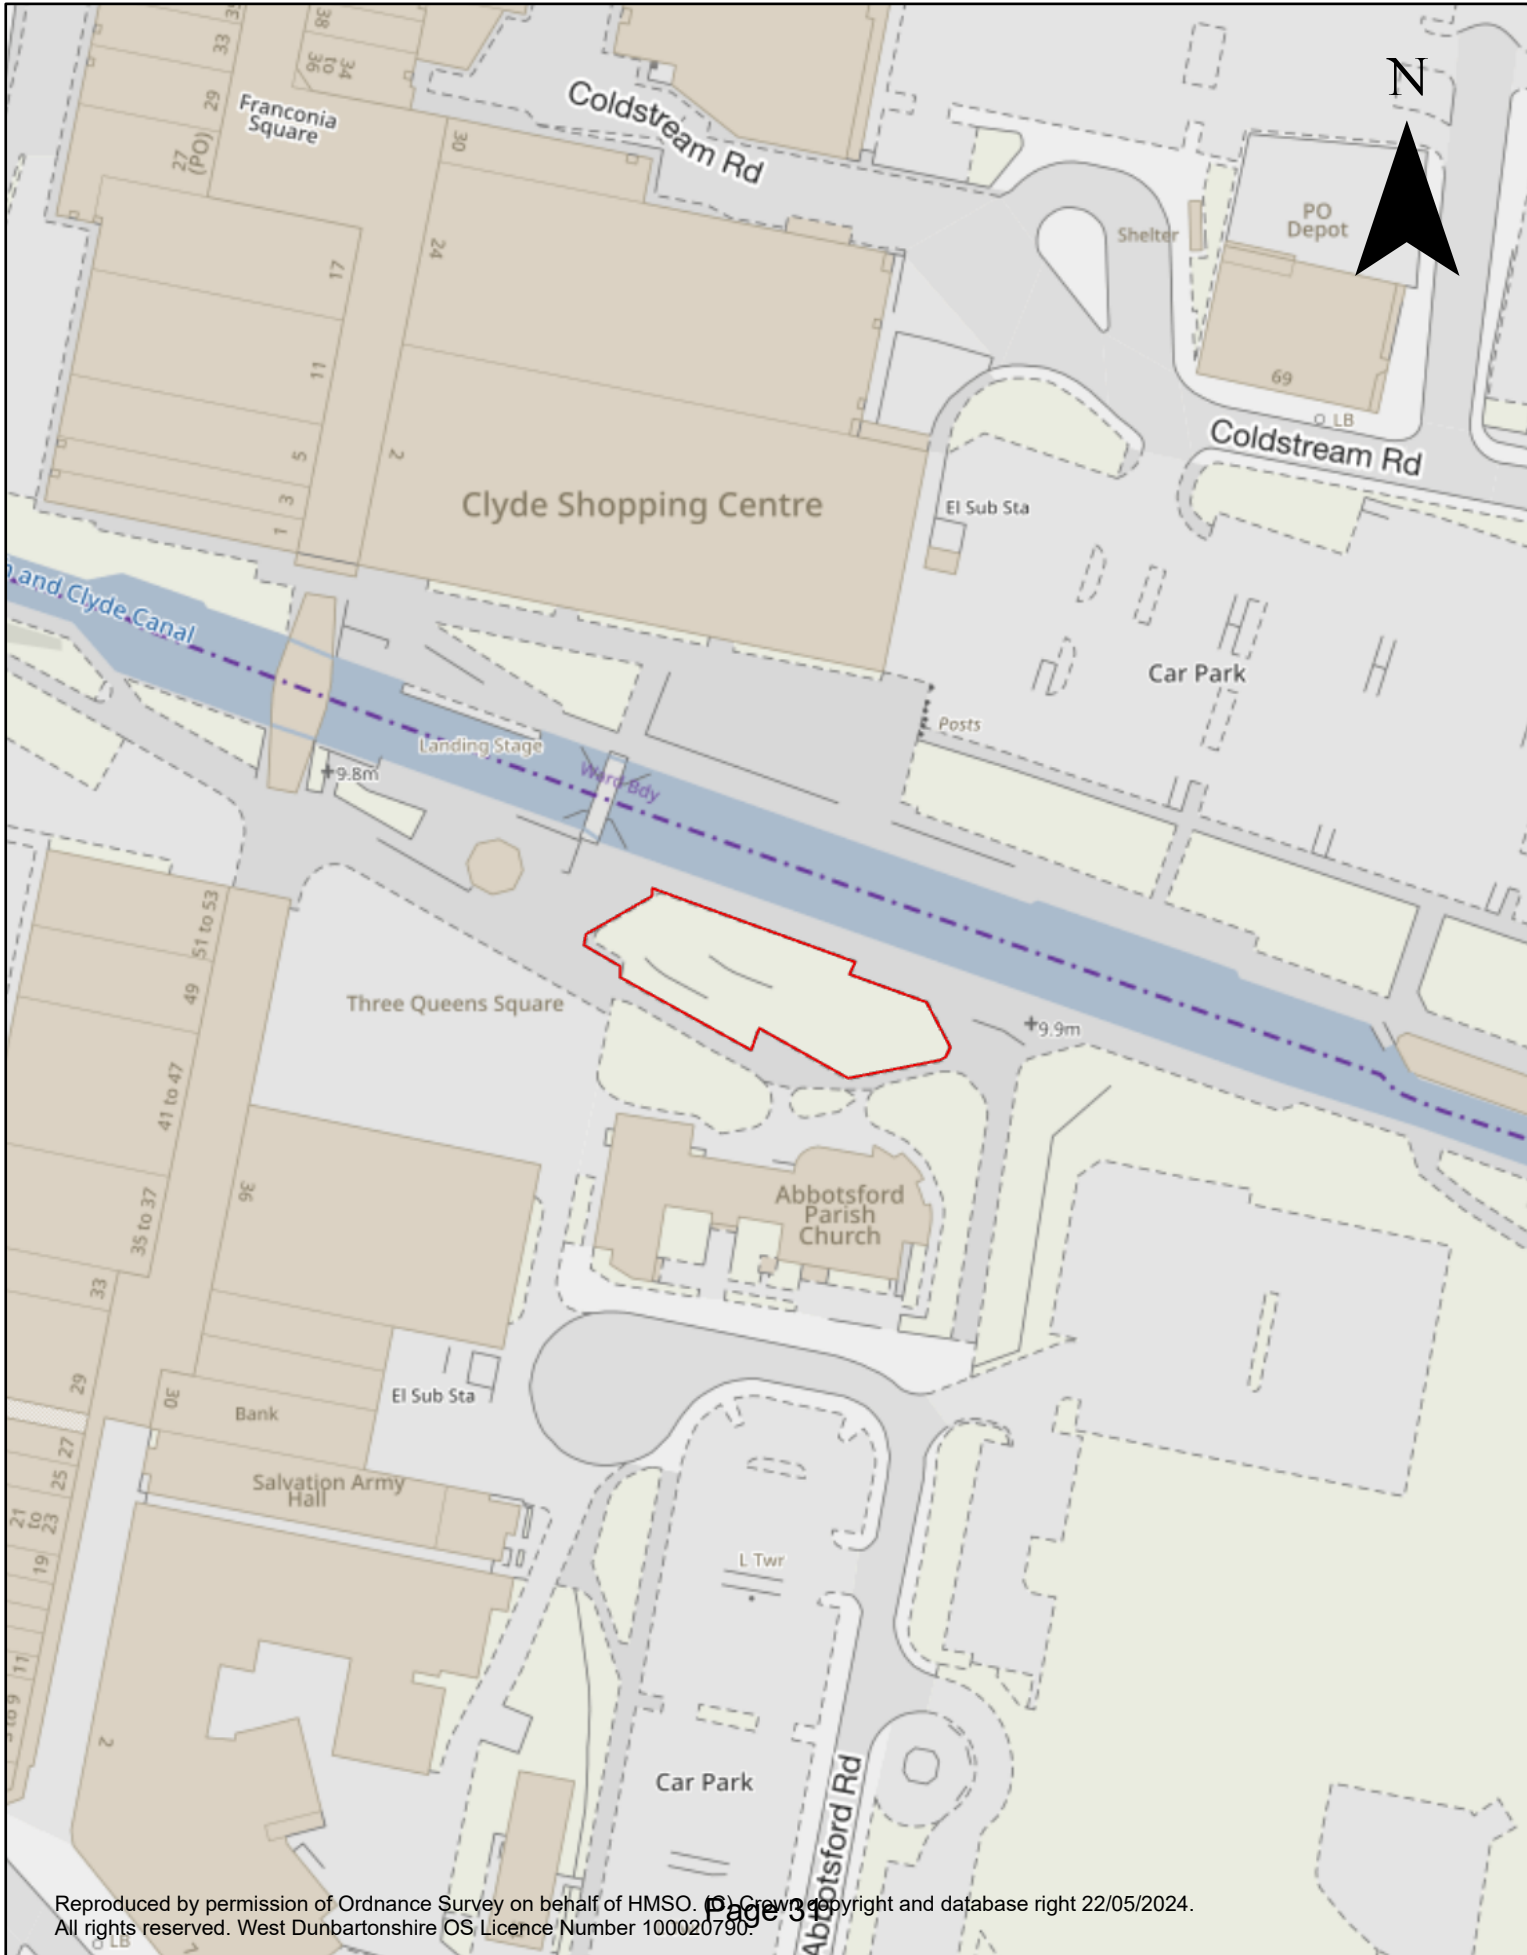 38
33
34
to
36
N
29
Franconia
Square
Coldstream Rd
30
27
(PO)
PO
Depot
Shelter
24
17
11
69
LB
Coldstream Rd
5
2
3
Clyde Shopping Centre
El Sub Sta
1
and Clyde Canal
Car Park
Posts
Landing Stage
9.8m
Ward Bdy
51 to 53
49
Three Queens Square
9.9m
41 to 47
36
35 to 37
Abbotsford
Parish
Church
33
29
30
El Sub Sta
Bank
27
25
Salvation Army
Hall
21
to
23
19
L Twr
11
to 9
2
Car Park
Abbotsford Rd
Reproduced by permission of Ordnance Survey on behalf of HMSO. (C) Crown copyright and database right 22/05/2024.
All rights reserved. West Dunbartonshire OS Licence Number 100020790.
LB